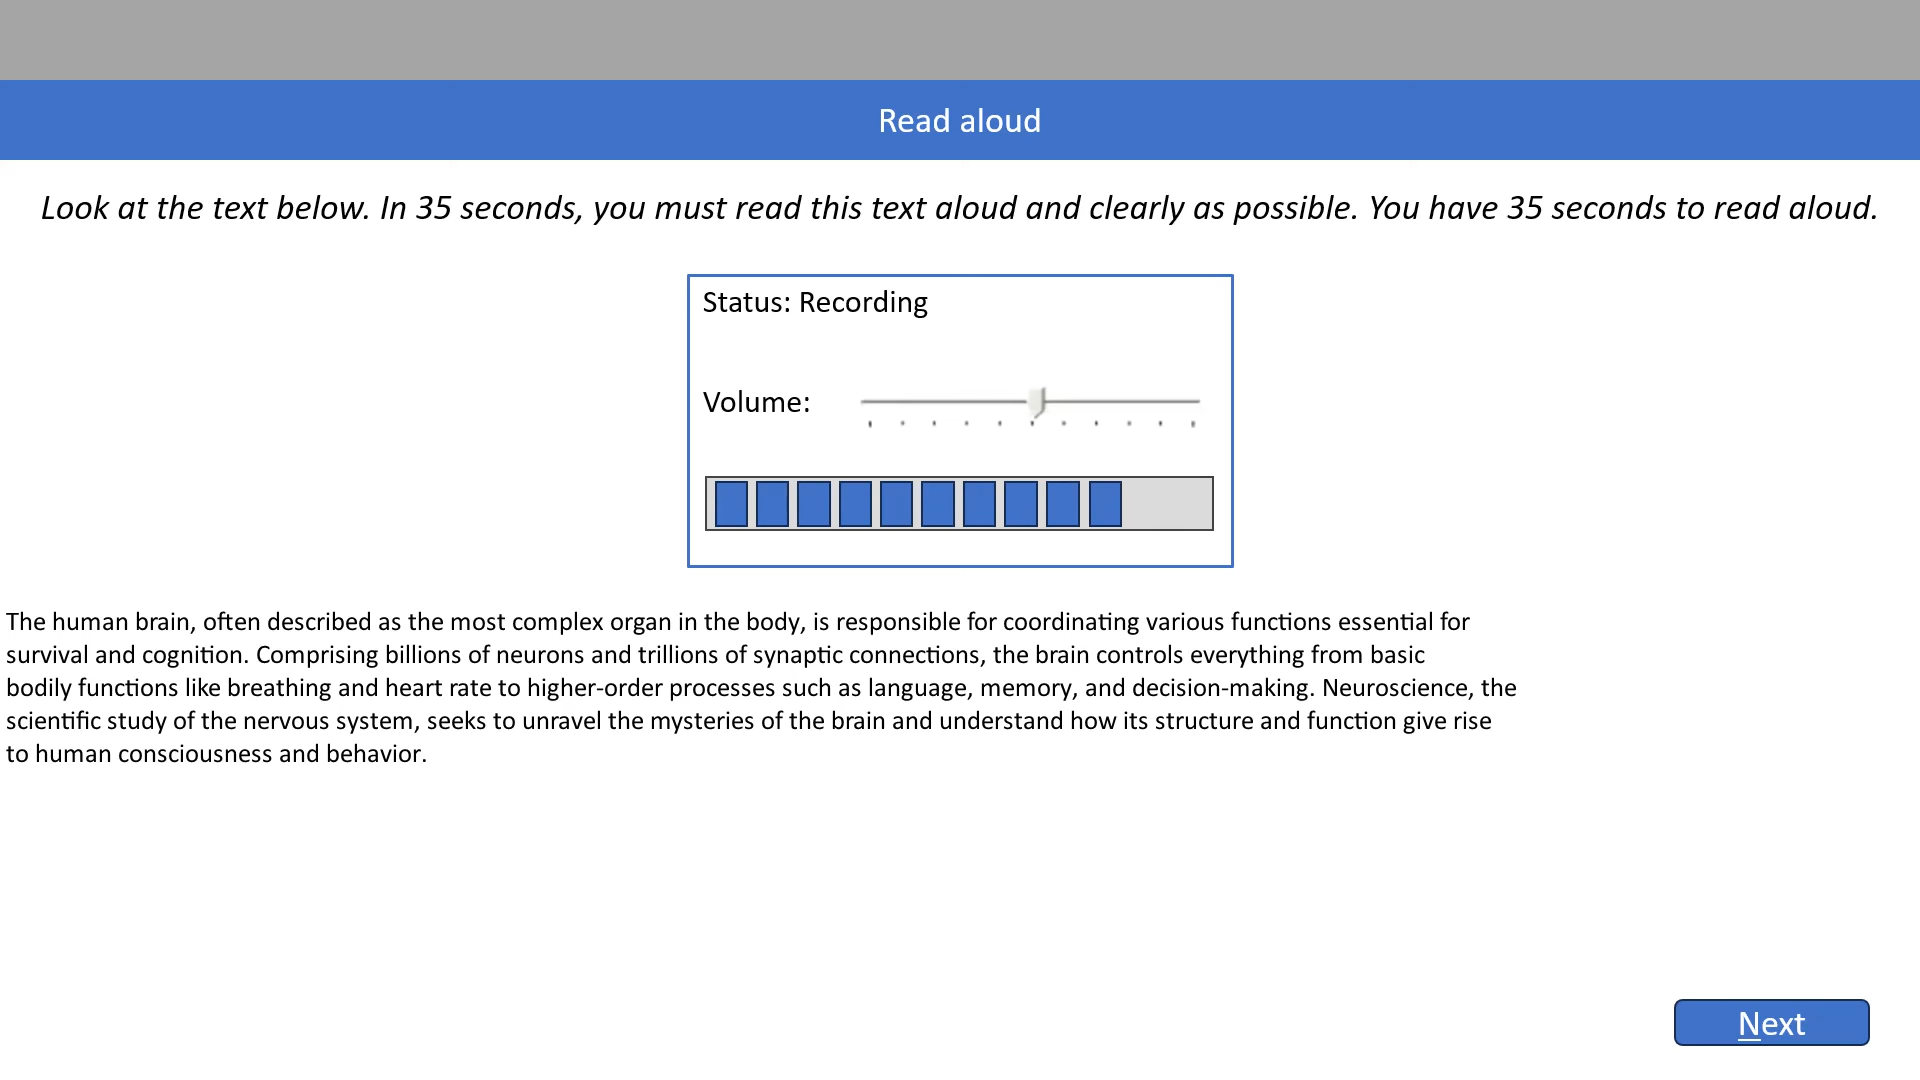 Read aloud
Look at the text below. In 35 seconds, you must read this text aloud and clearly as possible. You have 35 seconds to read aloud.
Status: Recording
Volume:
The human brain, often described as the most complex organ in the body, is responsible for coordinating various functions essential for
survival and cognition. Comprising billions of neurons and trillions of synaptic connections, the brain controls everything from basic
bodily functions like breathing and heart rate to higher-order processes such as language, memory, and decision-making. Neuroscience, the
scientific study of the nervous system, seeks to unravel the mysteries of the brain and understand how its structure and function give rise
to human consciousness and behavior.
Next